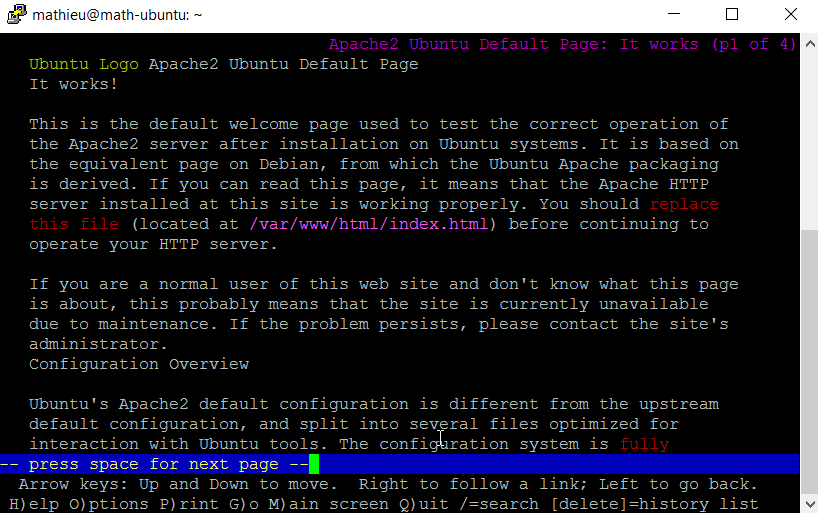 mathieu@math-ubuntu: ~
Apache2 Ubuntu Default Page: It works (p1 of 4)
Ubuntu Logo Apache2 Ubuntu Default Page
It works!
This is the default welcome page used to test the correct operation of
the Apache2 server after installation on Ubuntu systems. It is based on
the equivalent page on Debian, from which the Ubuntu Apache packaging
is derived. If you can read this page, it means that the Apache HTTP
server installed at this site is working properly. You should replace
this file (located at /var/www/html/index.html) before continuing to
operate your HTTP server.
If you are a normal user of this web site and don't know what this page
is about, this probably means that the site is currently unavailable
due to maintenance. If the problem persists, please contact the site's
administrator.
Configuration Overview
Ubuntu's Apache2 default configuration is different from the upstream
default configuration, and split into several files optimized for
interaction with Ubuntu tools. The configuration system is fully
-- press space for next page --
Arrow keys: Up and Down to move.  Right to follow a link; Left to go back.
H)elp O)ptions P)rint G)o M)ain screen Q)uit /=search [delete]=history list